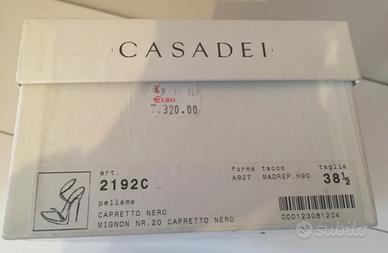 CASADEI
€URO
320.00
art. forma tacco taglia
2192C A927 MADREP.H90 38½
pellame
CAPRETTO NERO
MIGNON NR.20 CAPRETTO NERO
000123081204
subito